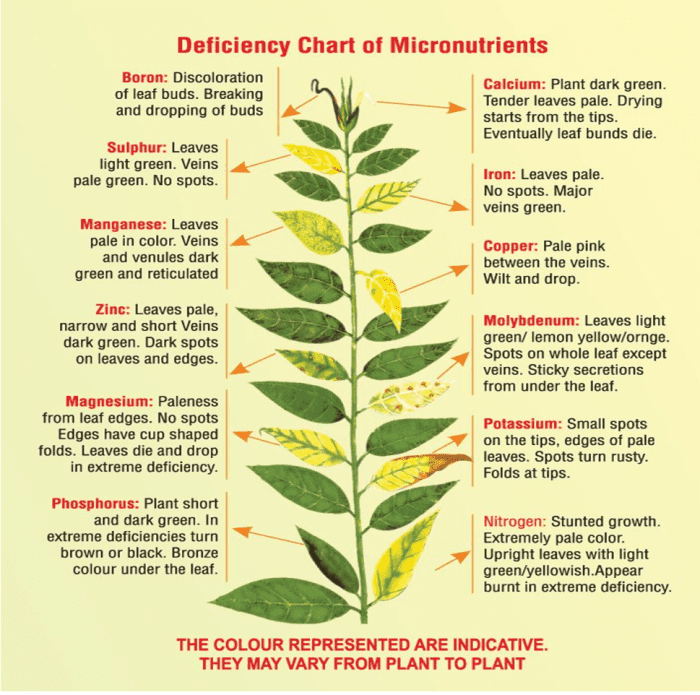 Deficiency Chart of Micronutrients
Boron: Discoloration
of leaf buds. Breaking
and dropping of buds
Sulphur: Leaves
light green. Veins
pale green. No spots.
Manganese: Leaves
pale in color. Veins
and venules dark
green and reticulated
Zinc: Leaves pale,
narrow and short Veins
dark green. Dark spots
on leaves and edges.
Magnesium: Paleness
from leaf edges. No spots
Edges have cup shaped
folds. Leaves die and drop
in extreme deficiency.
Phosphorus: Plant short
and dark green. In
extreme deficiencies turn
brown or black. Bronze
colour under the leaf.
Calcium: Plant dark green.
Tender leaves pale. Drying
starts from the tips.
Eventually leaf bunds die.
Iron: Leaves pale.
No spots. Major
veins green.
Copper: Pale pink
between the veins.
Wilt and drop.
Molybdenum: Leaves light
green/ lemon yellow/ornge.
Spots on whole leaf except
veins. Sticky secretions
from under the leaf.
Potassium: Small spots
on the tips, edges of pale
leaves. Spots turn rusty.
Folds at tips.
Nitrogen: Stunted growth.
Extremely pale color.
Upright leaves with light
green/yellowish.Appear
burnt in extreme deficiency.
THE COLOUR REPRESENTED ARE INDICATIVE.
THEY MAY VARY FROM PLANT TO PLANT